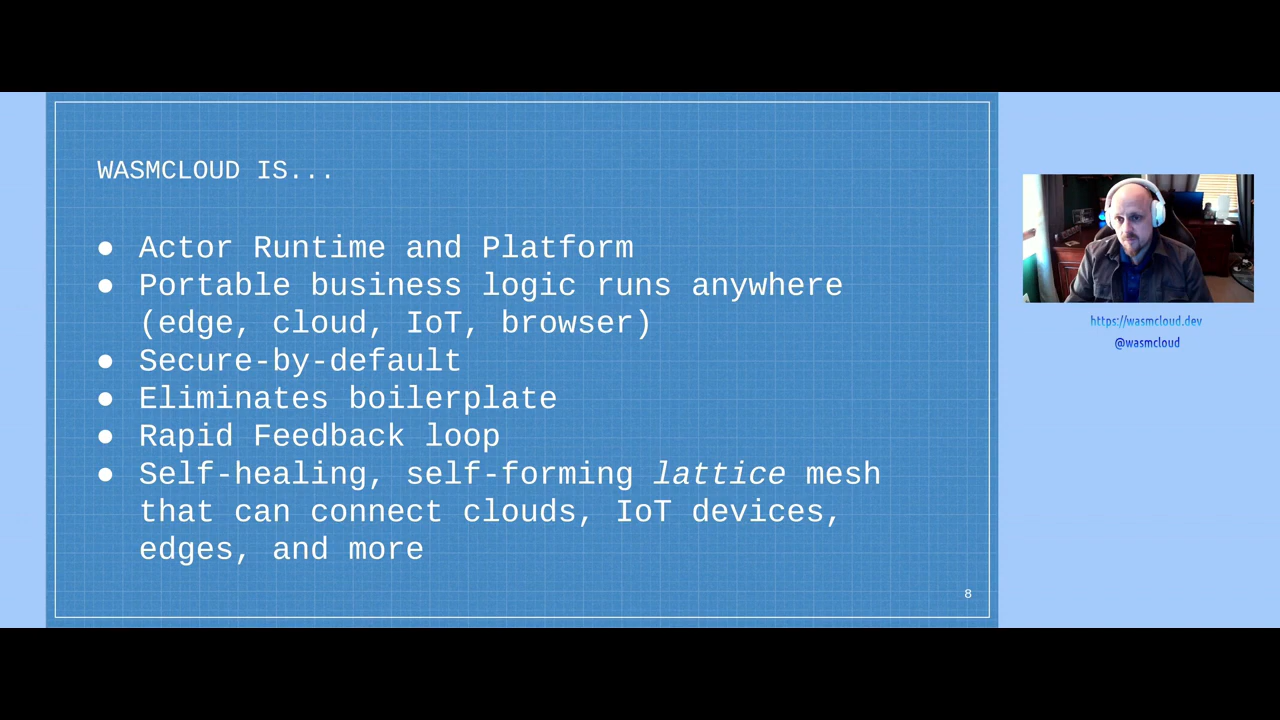 WASMCLOUD IS...
● Actor Runtime and Platform
● Portable business logic runs anywhere
(edge, cloud, IoT, browser)
● Secure-by-default
● Eliminates boilerplate
● Rapid Feedback loop
● Self-healing, self-forming lattice mesh
that can connect clouds, IoT devices,
edges, and more
8
https://wasmcloud.dev
@wasmcloud